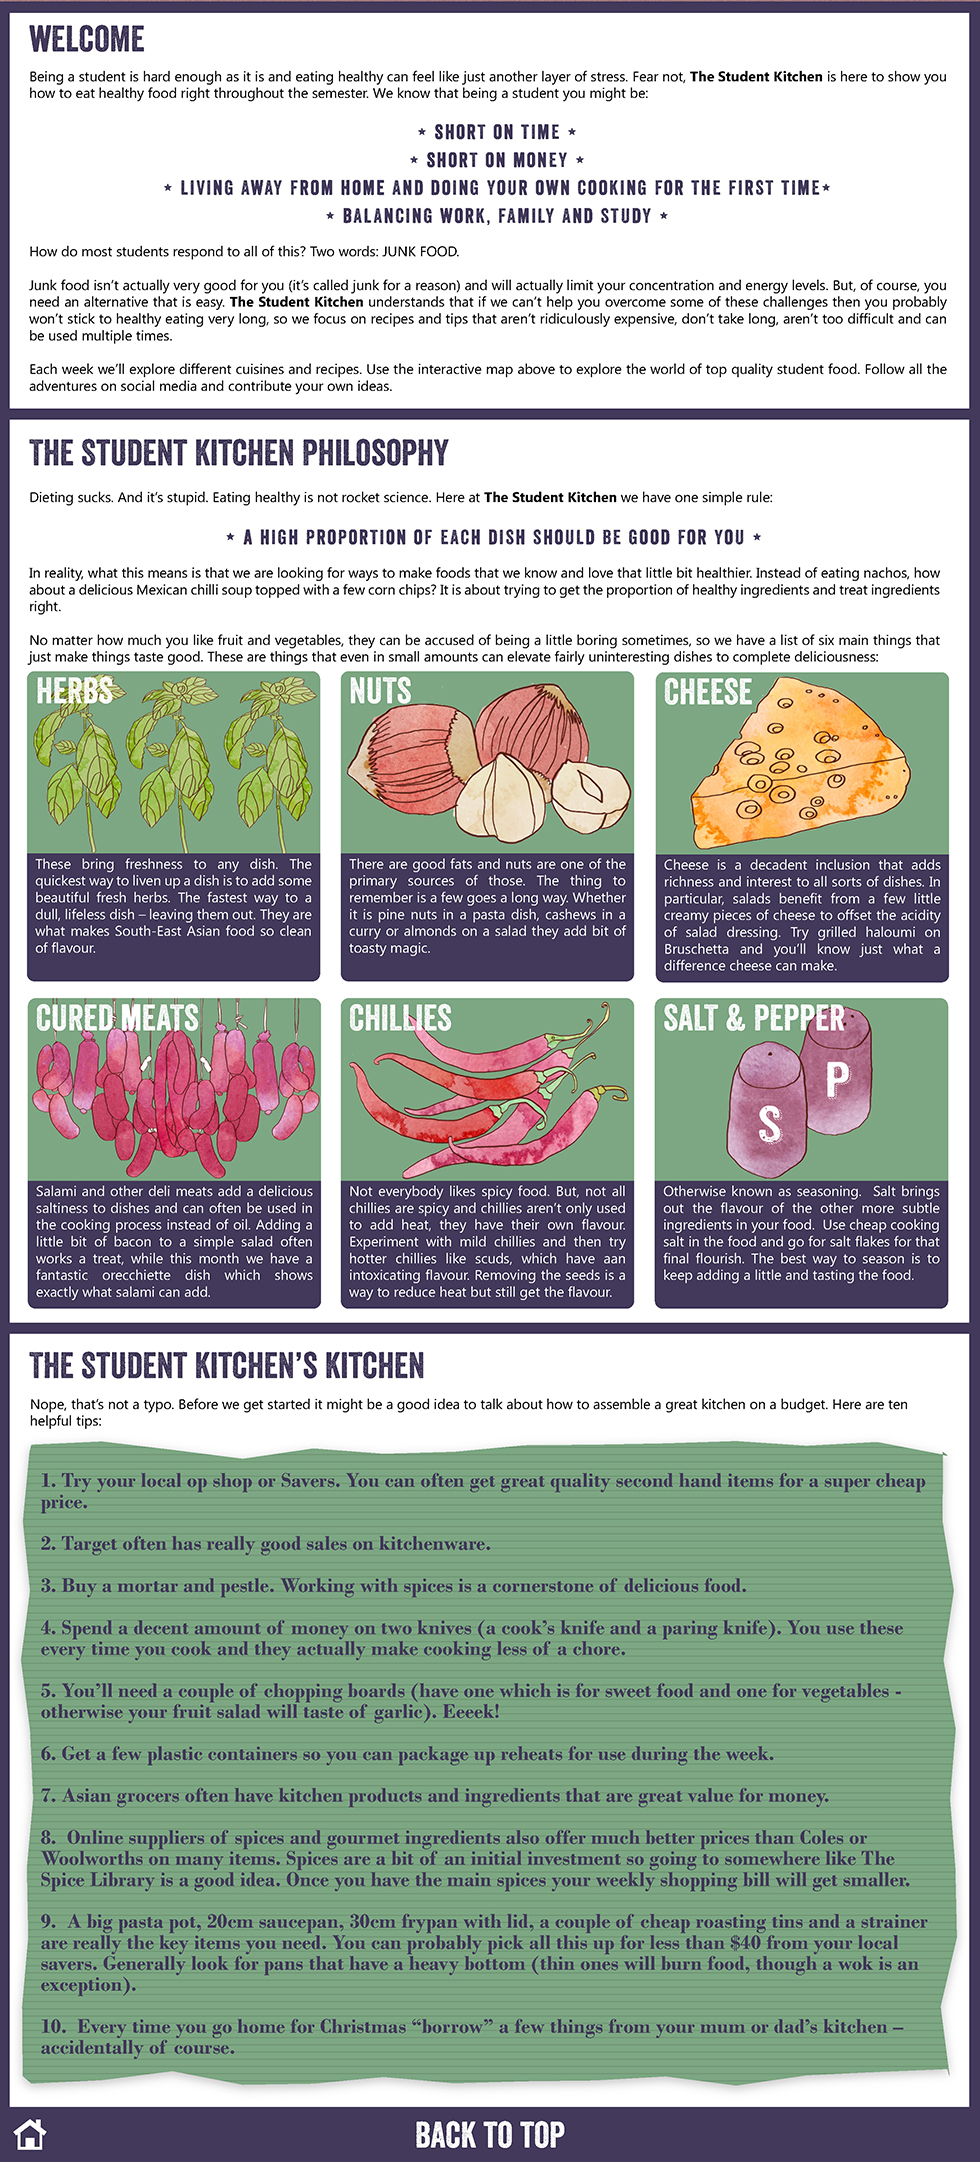 WELCOME
Being a student is hard enough as it is and eating healthy can feel like just another layer of stress. Fear not, The Student Kitchen is here to show you
how to eat healthy food right throughout the semester. We know that being a student you might be:
★ SHORT ON TIME ★
★ SHORT ON MONEY ★
★ LIVING AWAY FROM HOME AND DOING YOUR OWN COOKING FOR THE FIRST TIME★
★ BALANCING WORK, FAMILY AND STUDY ★
How do most students respond to all of this? Two words: JUNK FOOD.
Junk food isn't actually very good for you (it's called junk for a reason) and will actually limit your concentration and energy levels. But, of course, you
need an alternative that is easy. The Student Kitchen understands that if we can't help you overcome some of these challenges then you probably
won't stick to healthy eating very long, so we focus on recipes and tips that aren't ridiculously expensive, don't take long, aren't too difficult and can
be used multiple times.
Each week we'll explore different cuisines and recipes. Use the interactive map above to explore the world of top quality student food. Follow all the
adventures on social media and contribute your own ideas.
THE STUDENT KITCHEN PHILOSOPHY
Dieting sucks. And it's stupid. Eating healthy is not rocket science. Here at The Student Kitchen we have one simple rule:
★ A HIGH PROPORTION OF EACH DISH SHOULD BE GOOD FOR YOU ★
In reality, what this means is that we are looking for ways to make foods that we know and love that little bit healthier. Instead of eating nachos, how
about a delicious Mexican chilli soup topped with a few corn chips? It is about trying to get the proportion of healthy ingredients and treat ingredients
right.
No matter how much you like fruit and vegetables, they can be accused of being a little boring sometimes, so we have a list of six main things that
just make things taste good. These are things that even in small amounts can elevate fairly uninteresting dishes to complete deliciousness:
HERBS
These bring freshness to any dish. The
quickest way to liven up a dish is to add some
beautiful fresh herbs. The fastest way to a
dull, lifeless dish – leaving them out. They are
what makes South-East Asian food so clean
of flavour.
NUTS
There are good fats and nuts are one of the
primary sources of those. The thing to
remember is a few goes a long way. Whether
it is pine nuts in a pasta dish, cashews in a
curry or almonds on a salad they add bit of
toasty magic.
CHEESE
Cheese is a decadent inclusion that adds
richness and interest to all sorts of dishes. In
particular, salads benefit from a few little
creamy pieces of cheese to offset the acidity
of salad dressing. Try grilled haloumi on
Bruschetta and you'll know just what a
difference cheese can make.
CURED MEATS
Salami and other deli meats add a delicious
saltiness to dishes and can often be used in
the cooking process instead of oil. Adding a
little bit of bacon to a simple salad often
works a treat, while this month we have a
fantastic orecchiette dish which shows
exactly what salami can add.
CHILLIES
Not everybody likes spicy food. But, not all
chillies are spicy and chillies aren't only used
to add heat, they have their own flavour.
Experiment with mild chillies and then try
hotter chillies like scuds, which have aan
intoxicating flavour. Removing the seeds is a
way to reduce heat but still get the flavour.
SALT & PEPPER
S
P
Otherwise known as seasoning. Salt brings
out the flavour of the other more subtle
ingredients in your food. Use cheap cooking
salt in the food and go for salt flakes for that
final flourish. The best way to season is to
keep adding a little and tasting the food.
THE STUDENT KITCHEN'S KITCHEN
Nope, that's not a typo. Before we get started it might be a good idea to talk about how to assemble a great kitchen on a budget. Here are ten
helpful tips:
1. Try your local op shop or Savers. You can often get great quality second hand items for a super cheap
price.
2. Target often has really good sales on kitchenware.
3. Buy a mortar and pestle. Working with spices is a cornerstone of delicious food.
4. Spend a decent amount of money on two knives (a cook's knife and a paring knife). You use these
every time you cook and they actually make cooking less of a chore.
5. You'll need a couple of chopping boards (have one which is for sweet food and one for vegetables -
otherwise your fruit salad will taste of garlic). Eeeek!
6. Get a few plastic containers so you can package up reheats for use during the week.
7. Asian grocers often have kitchen products and ingredients that are great value for money.
8. Online suppliers of spices and gourmet ingredients also offer much better prices than Coles or
Woolworths on many items. Spices are a bit of an initial investment so going to somewhere like The
Spice Library is a good idea. Once you have the main spices your weekly shopping bill will get smaller.
9. A big pasta pot, 20cm saucepan, 30cm frypan with lid, a couple of cheap roasting tins and a strainer
are really the key items you need. You can probably pick all this up for less than $40 from your local
savers. Generally look for pans that have a heavy bottom (thin ones will burn food, though a wok is an
exception).
10. Every time you go home for Christmas “borrow” a few things from your mum or dad's kitchen –
accidentally of course.
BACK TO TOP